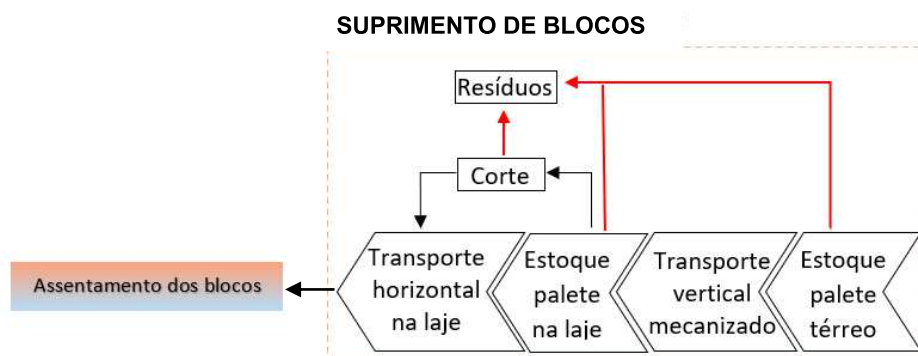 SUPRIMENTO DE BLOCOS
Resíduos
Corte
Transporte
horizontal
na laje
Estoque
palete
na laje
Transporte
vertical
mecanizado
Estoque
palete
térreo
Assentamento dos blocos